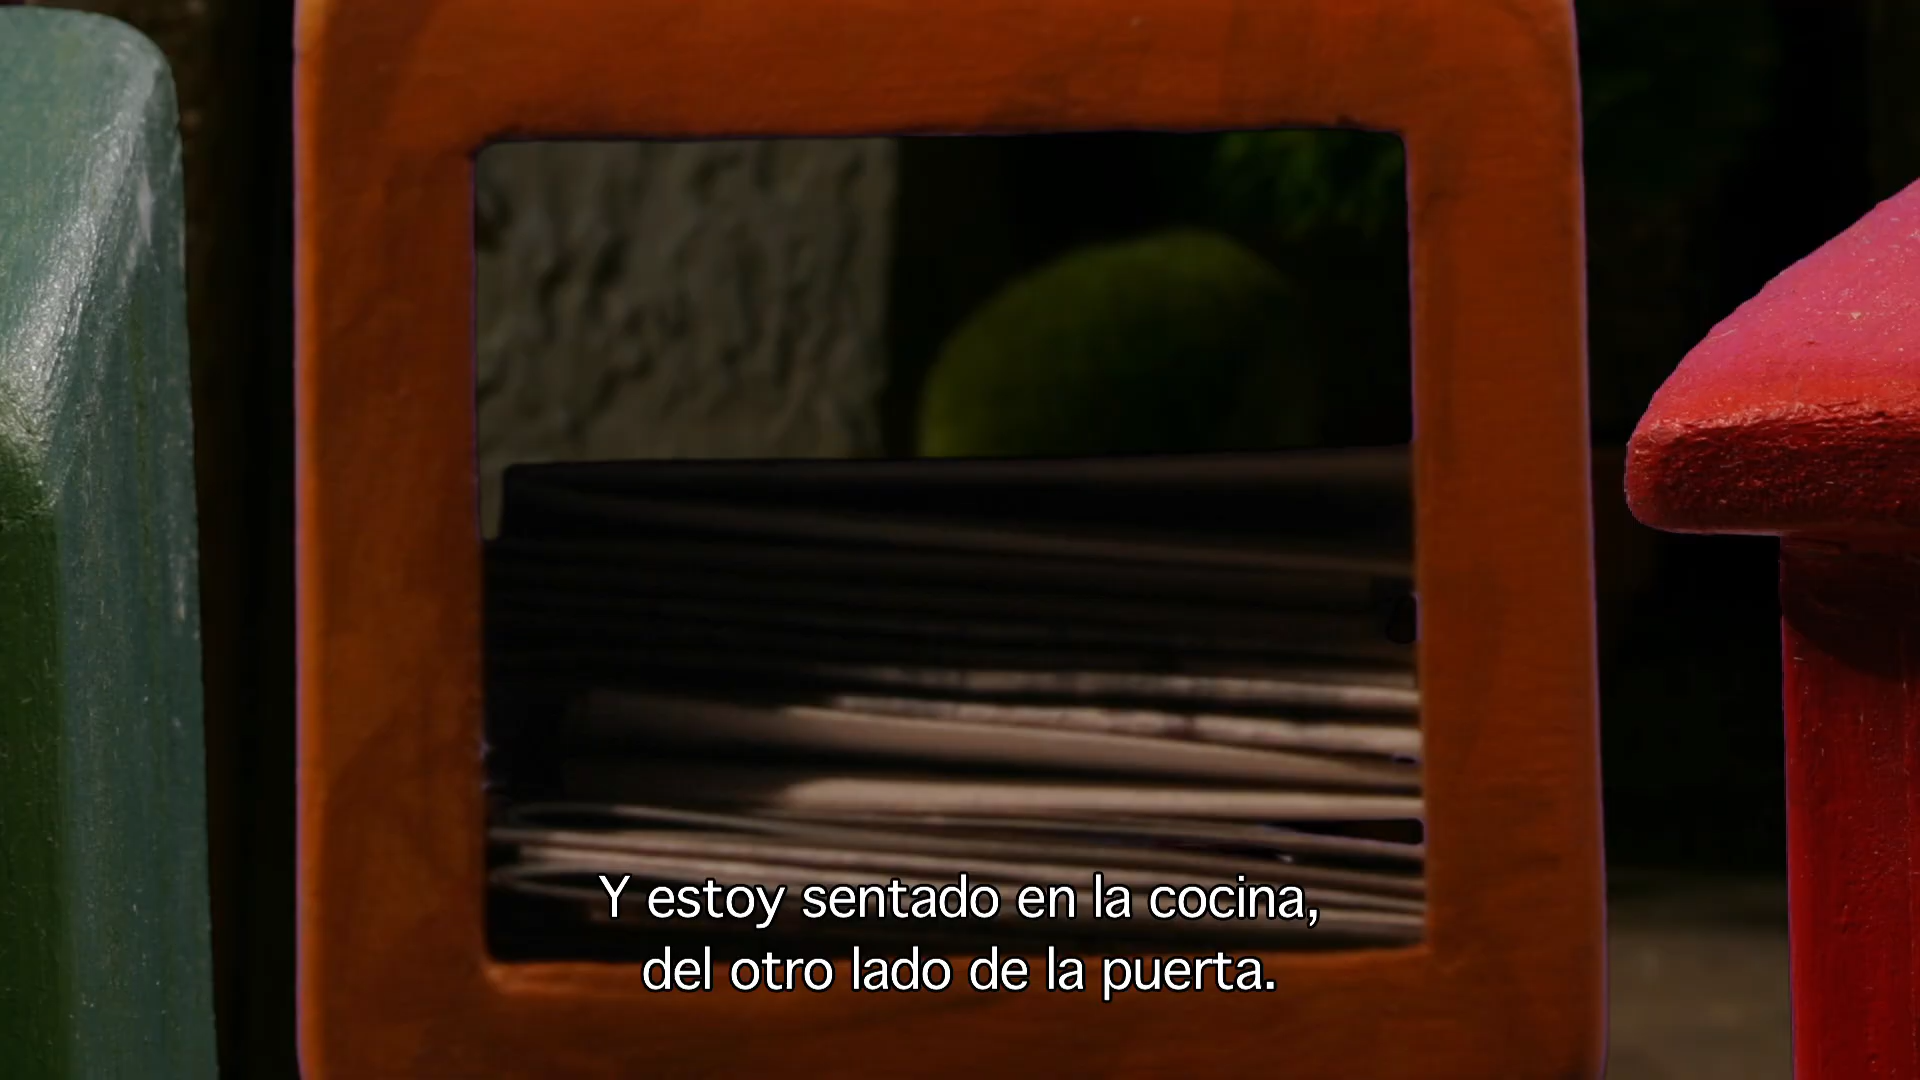 Y estoy sentado en la cocina,
del otro lado de la puerta.